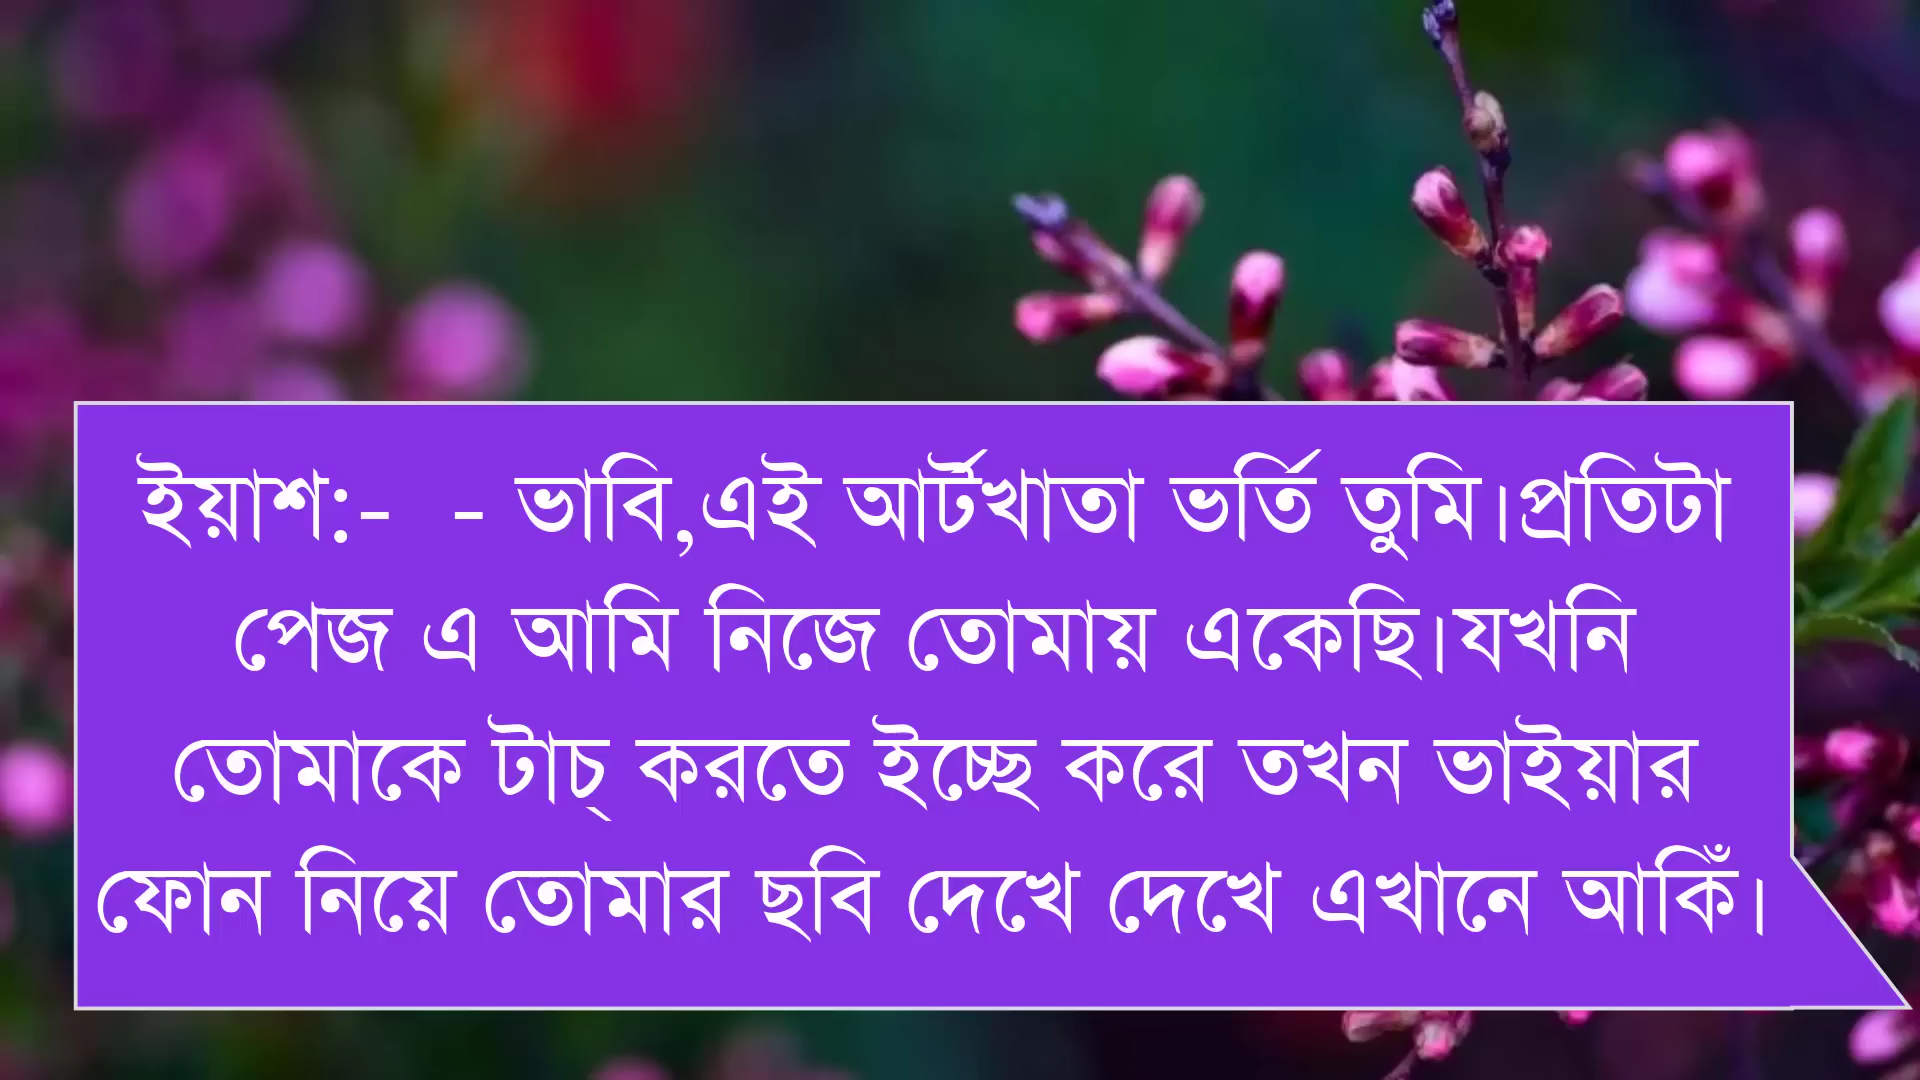 ইয়াশ:-  - ভাবি,এই আর্টখাতা ভর্তি তুমি।প্রতিটা
পেজ এ আমি নিজে তোমায় একেছি।যখনি
তোমাকে টাচ্ করতে ইচ্ছে করে তখন ভাইয়ার
ফোন নিয়ে তোমার ছবি দেখে দেখে এখানে আকিঁ।